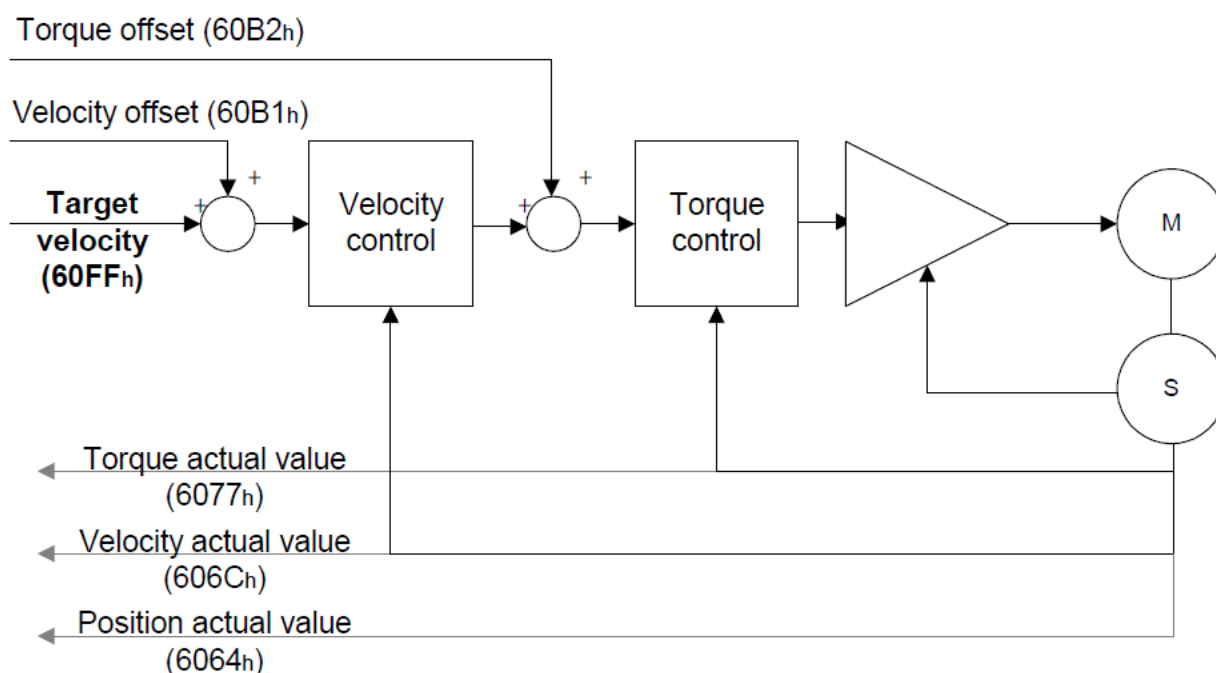 Torque offset (60B2h)
Velocity offset (60B1h)
+
+
Target
velocity
(60FFh)
Velocity
control
+
+
Torque
control
M
S
Torque actual value
(6077h)
Velocity actual value
(606Ch)
Position actual value
(6064h)